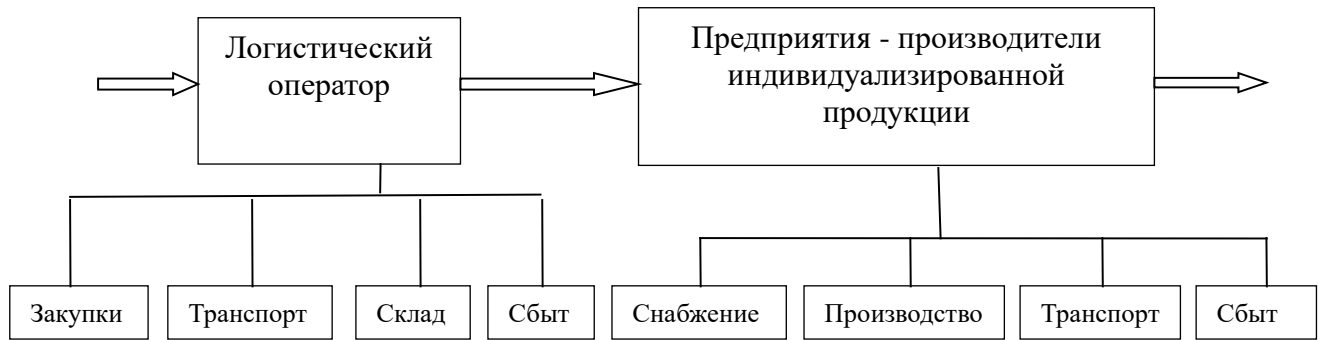 Логистический
оператор
Предприятия - производители
индивидуализированной
продукции
Закупки
Транспорт
Склад
Сбыт
Снабжение
Производство
Транспорт
Сбыт